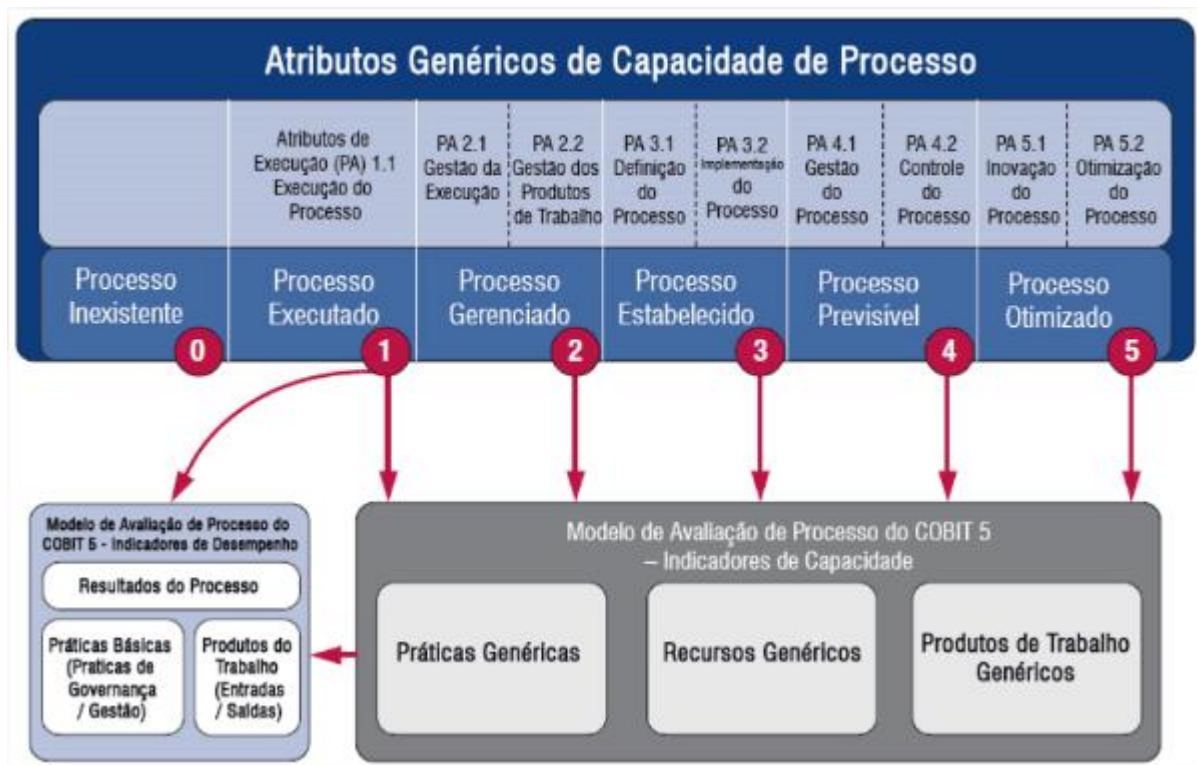 Atributos Genéricos de Capacidade de Processo
Atributos de
Execução (PA) 1.1
Execução do
Processo
PA 2.1
Gestão da
Execução
PA 2.2
Gestão dos
Produtos
de Trabalho
PA 3.1
Definição
do
Processo
PA 3.2
Implementação
do
Processo
PA 4.1
Gestão
do
Processo
PA 4.2
Controle
do
Processo
PA 5.1
Inovação
do
Processo
PA 5.2
Otimização
do
Processo
Processo
Inexistente
0
Processo
Executado
1
Processo
Gerenciado
2
Processo
Estabelecido
3
Processo
Previsível
4
Processo
Otimizado
5
Modelo de Avaliação de Processo do
COBIT 5 - Indicadores de Desempenho
Resultados do Processo
Práticas Básicas
(Praticas de
Governança
/ Gestão)
Produtos do
Trabalho
(Entradas
/ Saídas)
Modelo de Avaliação de Processo do COBIT 5
– Indicadores de Capacidade
Práticas Genéricas
Recursos Genéricos
Produtos de Trabalho
Genéricos